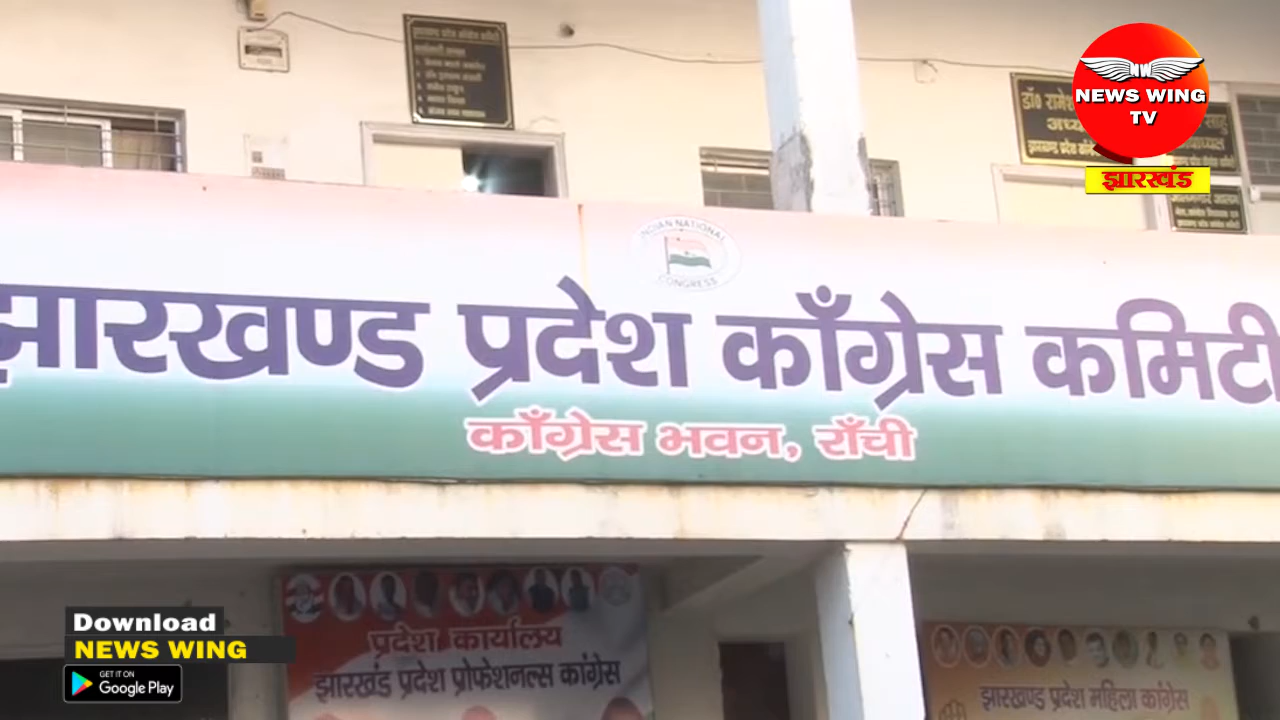 NEWS WING
TV
झारखंड
INDIAN NATIONAL
CONGRESS
झारखण्ड प्रदेश काँग्रेस कमिटी
काँग्रेस भवन, राँची
प्रदेश कार्यालय
झारखंड प्रदेश प्रोफेशनल्स कांग्रेस
झारखण्ड प्रदेश महिला कांग्रेस
Download
NEWS WING
GET IT ON
Google Play